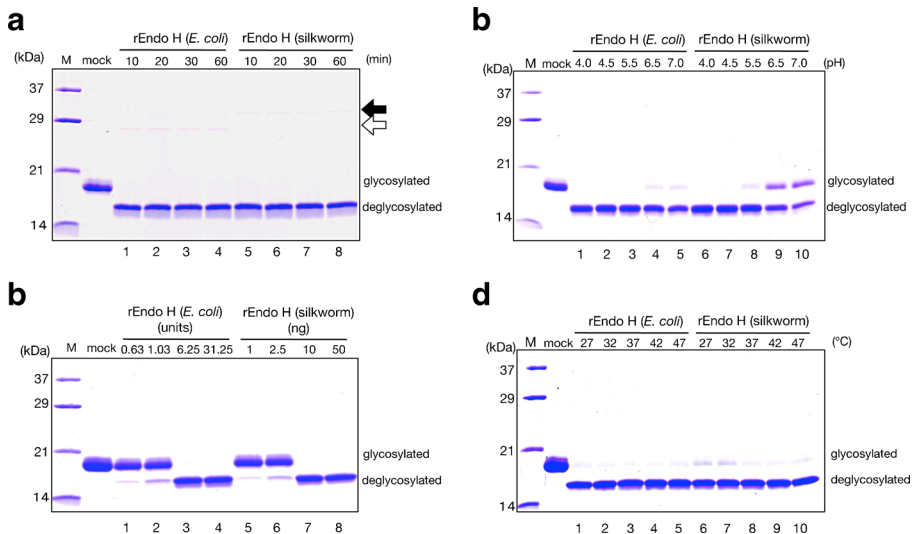 a
rEndo H (E. coli) rEndo H (silkworm)
(kDa) M mock 10 20 30 60 10 20 30 60 (min)
37
29
21
glycosylated
deglycosylated
14
1 2 3 4 5 6 7 8
b
rEndo H (E. coli) rEndo H (silkworm)
(kDa) M mock 4.0 4.5 5.5 6.5 7.0 4.0 4.5 5.5 6.5 7.0 (pH)
37
29
21
glycosylated
deglycosylated
14
1 2 3 4 5 6 7 8 9 10
b
rEndo H (E. coli) rEndo H (silkworm)
(units) (ng)
(kDa) M mock 0.63 1.03 6.25 31.25 1 2.5 10 50
37
29
21
glycosylated
deglycosylated
14
1 2 3 4 5 6 7 8
d
rEndo H (E. coli) rEndo H (silkworm)
(kDa) M mock 27 32 37 42 47 27 32 37 42 47 (°C)
37
29
21
glycosylated
deglycosylated
14
1 2 3 4 5 6 7 8 9 10